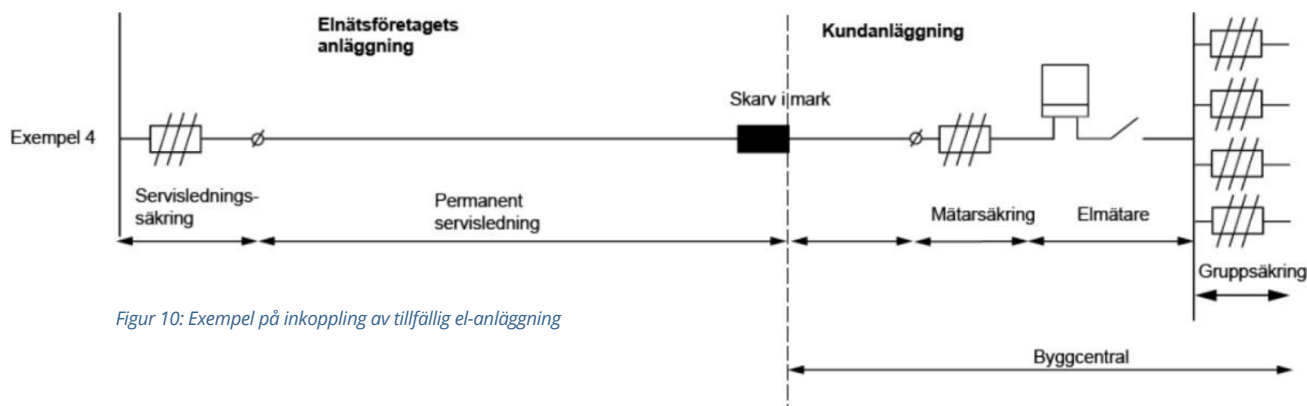 Elnätsföretagets
anläggning
Kundanläggning
Skarv i mark
Exempel 4
Servislednings-
säkring
Permanent
servisledning
Mätarsäkring
Elmätare
Gruppsäkring
Figur 10: Exempel på inkoppling av tillfällig el-anläggning
Byggcentral